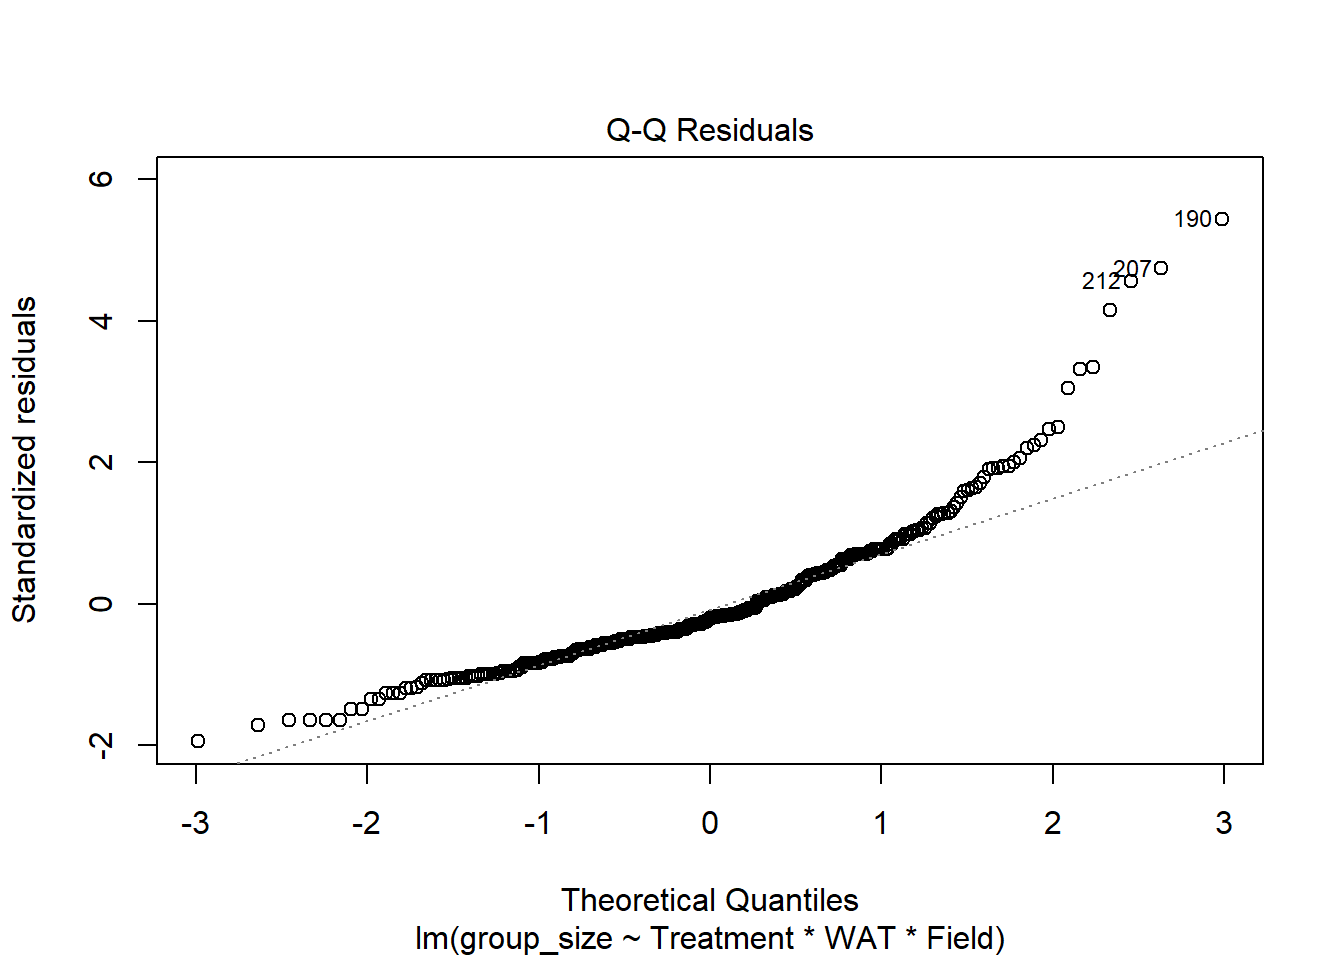 Q-Q Residuals
6
4
2
0
-2
Standardized residuals
190
207
212
-3 -2 -1 0 1 2 3
Theoretical Quantiles
lm(group_size ~ Treatment * WAT * Field)